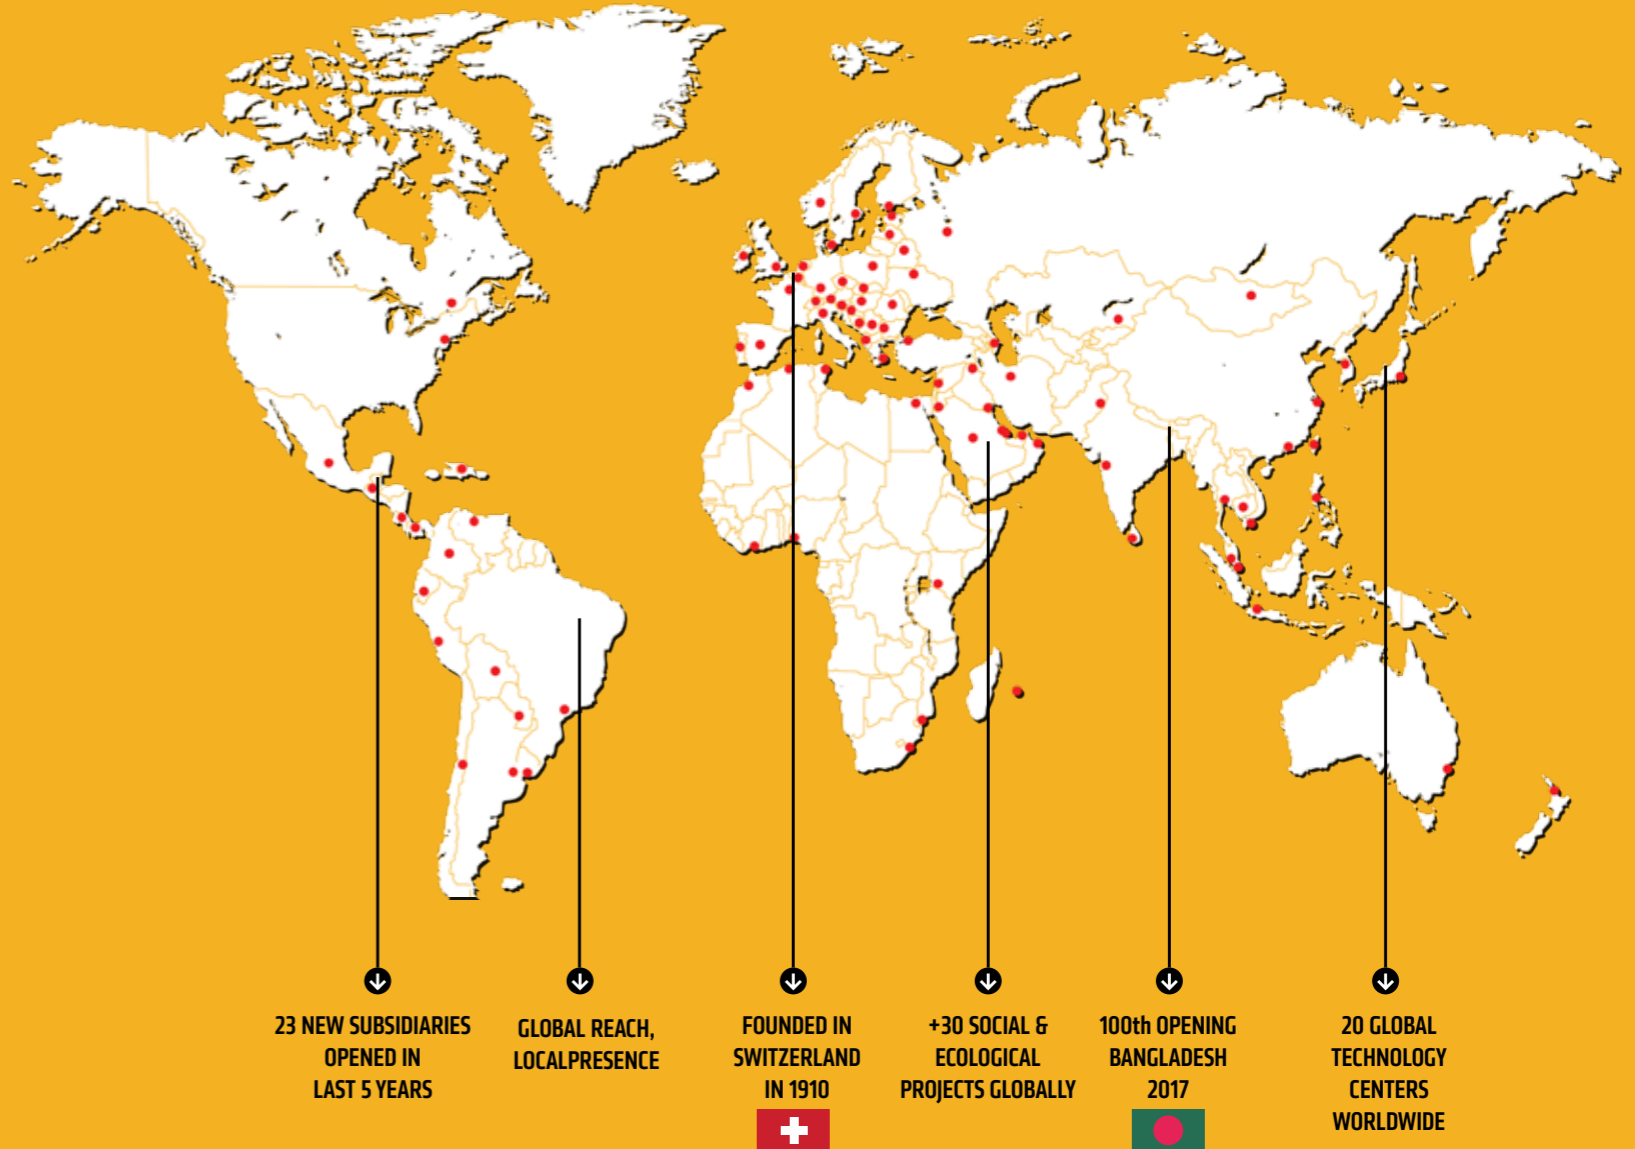 23 NEW SUBSIDIARIES
OPENED IN
LAST 5 YEARS
GLOBAL REACH,
LOCALPRESENCE
FOUNDED IN
SWITZERLAND
IN 1910
+30 SOCIAL &
ECOLOGICAL
PROJECTS GLOBALLY
100th OPENING
BANGLADESH
2017
20 GLOBAL
TECHNOLOGY
CENTERS
WORLDWIDE